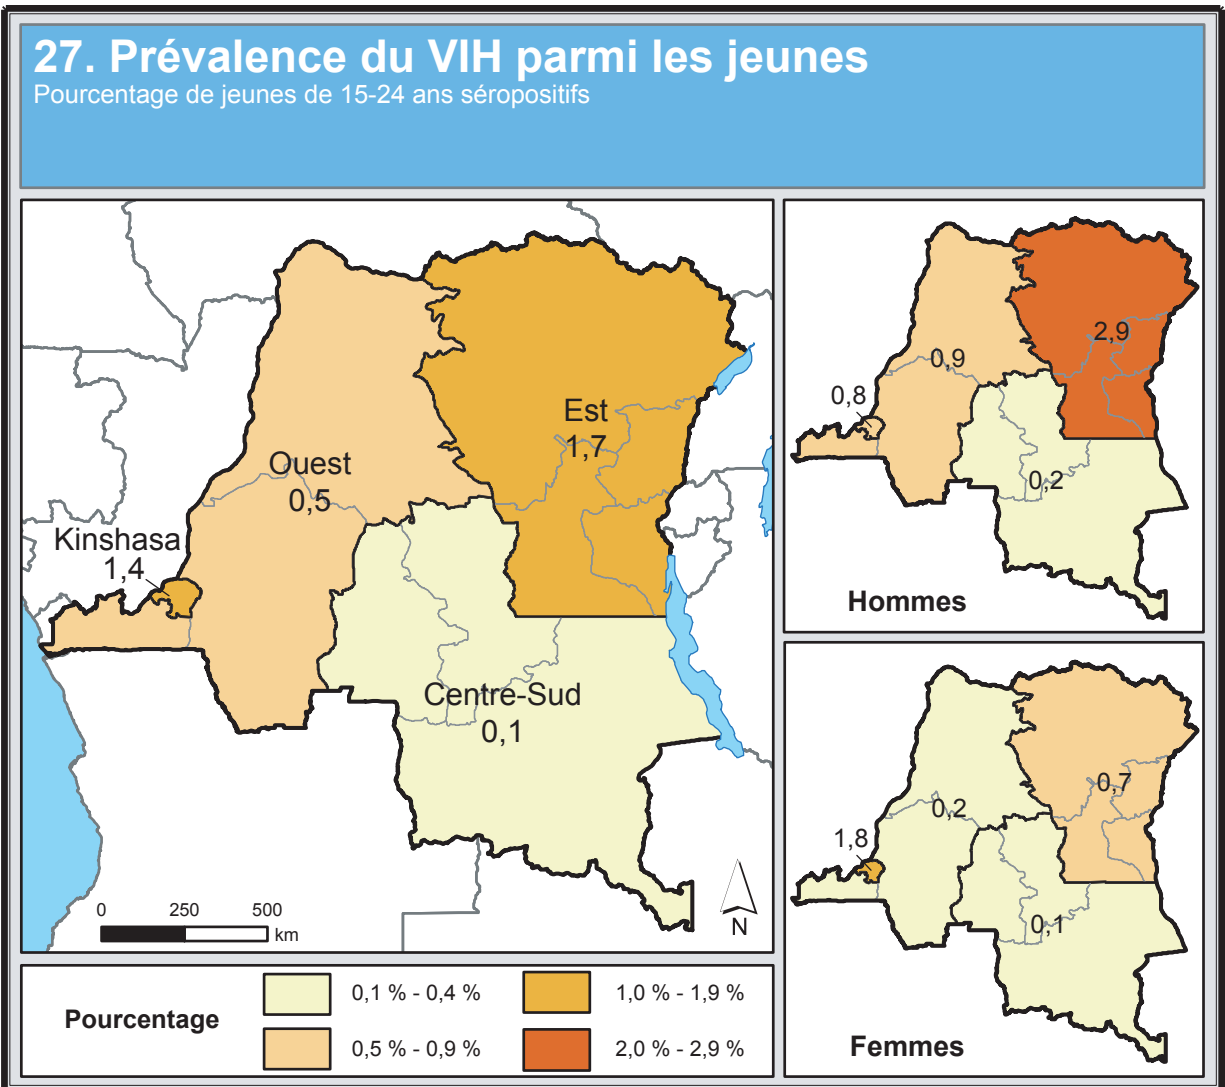 27. Prévalence du VIH parmi les jeunes
Pourcentage de jeunes de 15-24 ans séropositifs
Est
1,7
Ouest
0,5
Kinshasa
1,4
Centre-Sud
0,1
0 250 500
km
N
2,9
0,9
0,8
0,2
Hommes
0,7
0,2
1,8
0,1
Femmes
Pourcentage
0,1 % - 0,4 %
1,0 % - 1,9 %
0,5 % - 0,9 %
2,0 % - 2,9 %